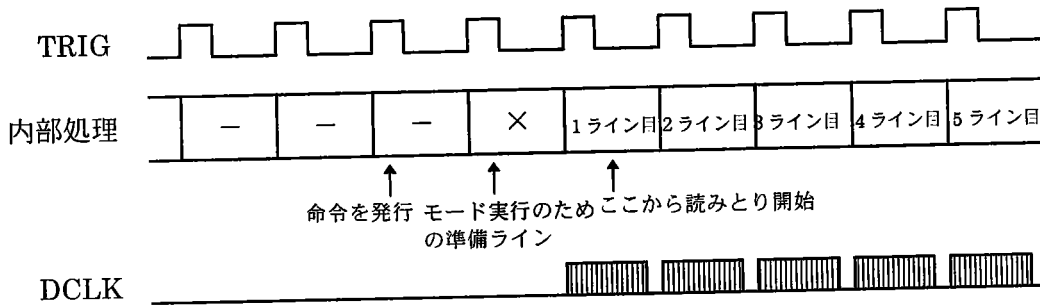 TRIG
内部処理 － － － × 1ライン目 2ライン目 3ライン目 4ライン目 5ライン目
命令を発行 モード実行のため ここから読みとり開始
の準備ライン
DCLK